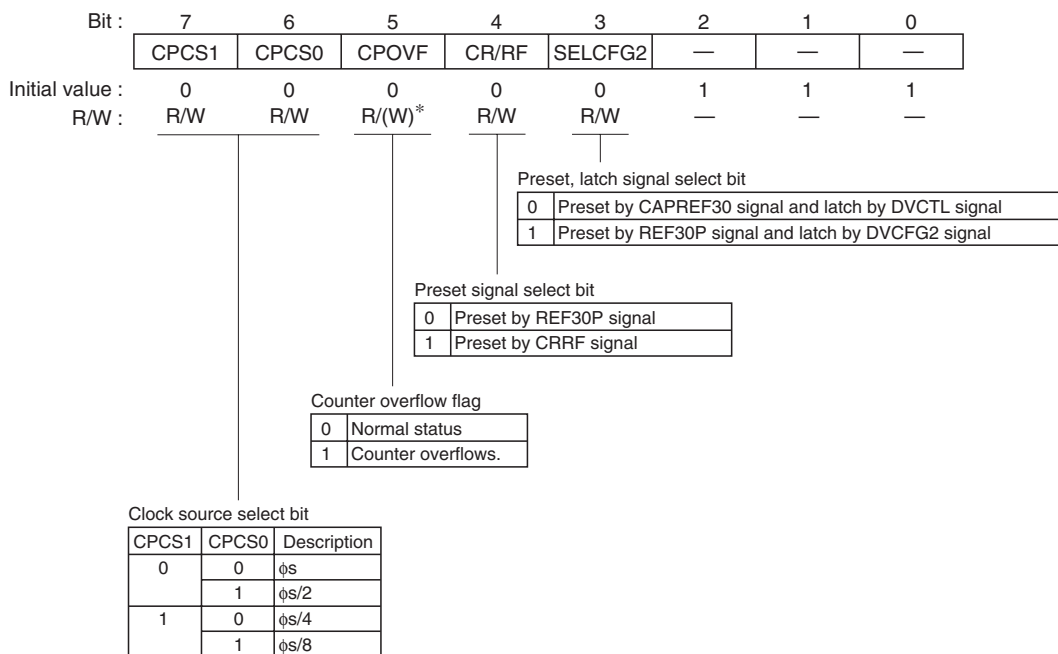 Bit : 7 6 5 4 3 2 1 0
CPCS1 CPCS0 CPOVF CR/RF SELCFG2 — — —
Initial value : 0 0 0 0 0 1 1 1
R/W : R/W R/W R/(W)* R/W R/W — — —
Preset, latch signal select bit
0 Preset by CAPREF30 signal and latch by DVCTL signal
1 Preset by REF30P signal and latch by DVCFG2 signal
Preset signal select bit
0 Preset by REF30P signal
1 Preset by CRRF signal
Counter overflow flag
0 Normal status
1 Counter overflows.
Clock source select bit
CPCS1 CPCS0 Description
0 0 ϕs
1 ϕs/2
1 0 ϕs/4
1 ϕs/8